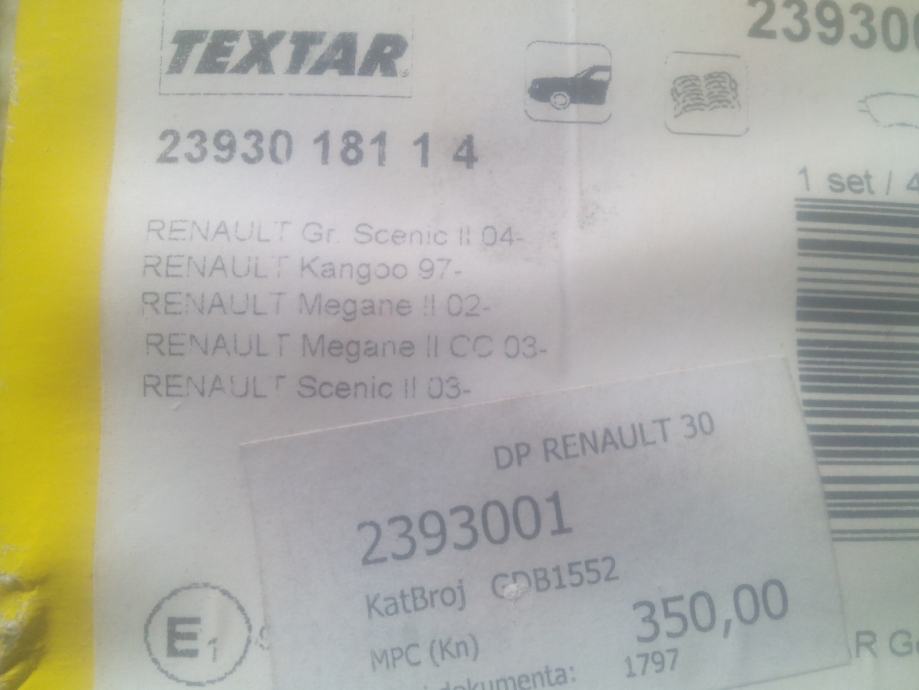 TEXTAR
239300
23930 181 1 4
1 set / 4
RENAULT Gr. Scenic II 04-
RENAULT Kangoo 97-
RENAULT Megane II 02-
RENAULT Megane II CC 03-
RENAULT Scenic II 03-
DP RENAULT 30
2393001
KatBroj GDB1552
MPC (Kn) 350,00
dokumenta: 1797
E1
R G